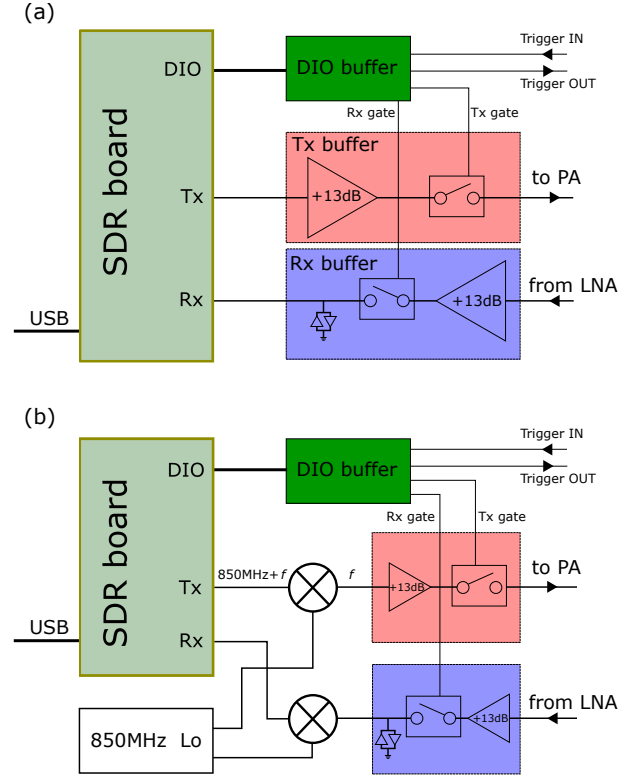 (a)
DIO
DIO buffer
Trigger IN
Trigger OUT
Rx gate
Tx gate
SDR board
Tx buffer
Tx
+13dB
to PA
Rx buffer
Rx
+13dB
from LNA
USB
(b)
DIO
DIO buffer
Trigger IN
Trigger OUT
Rx gate
Tx gate
SDR board
Tx
850MHz+f
f
+13dB
to PA
USB
Rx
850MHz Lo
+13dB
from LNA